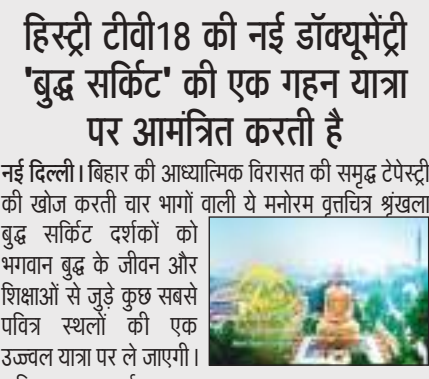 हिस्ट्री टीवी18 की नई डॉक्यूमेंट्री
'बुद्ध सर्किट' की एक गहन यात्रा
पर आमंत्रित करती है
नई दिल्ली। बिहार की आध्यात्मिक विरासत की समृद्ध टेपेस्ट्री
की खोज करती चार भागों वाली ये मनोरम वृत्तचित्र श्रृंखला
बुद्ध सर्किट दर्शकों को
भगवान बुद्ध के जीवन और
शिक्षाओं से जुड़े कुछ सबसे
पवित्र स्थलों की एक
उज्ज्वल यात्रा पर ले जाएगी।